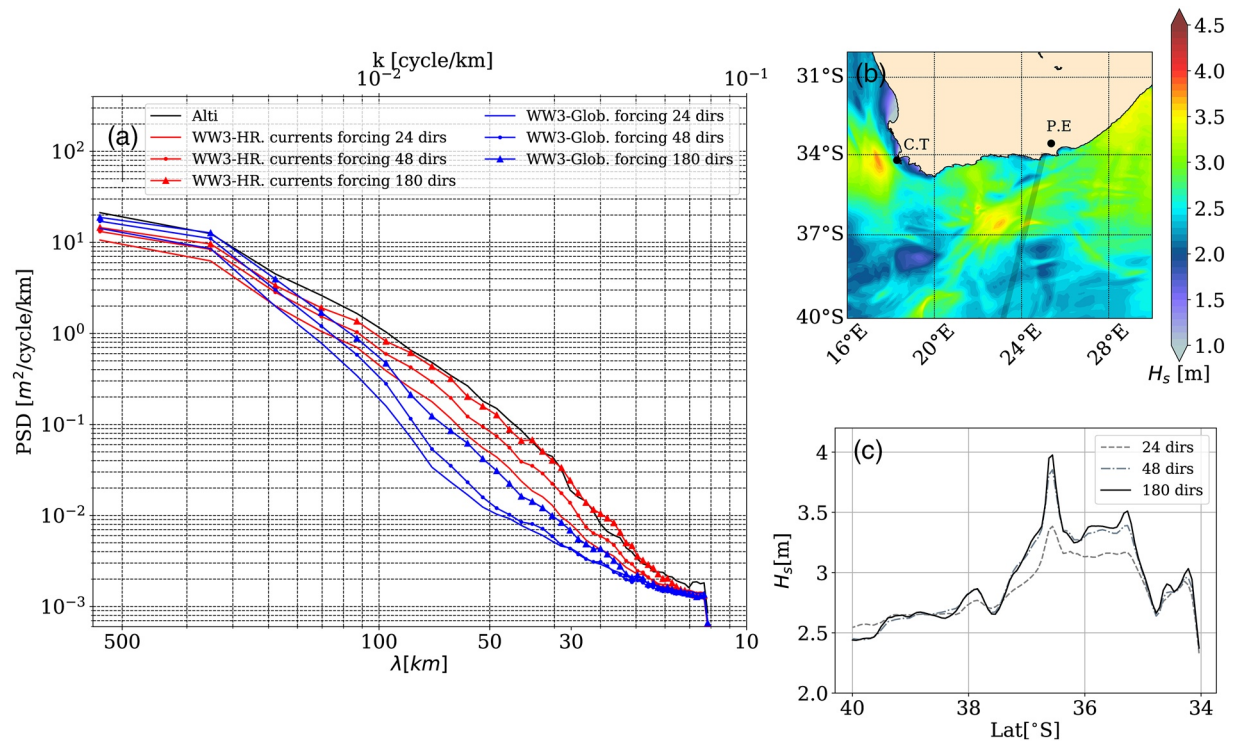 k [cycle/km]
10⁻² 10⁻¹
(a)
Alti
WW3-HR. currents forcing 24 dirs
WW3-HR. currents forcing 48 dirs
WW3-HR. currents forcing 180 dirs
WW3-Glob. forcing 24 dirs
WW3-Glob. forcing 48 dirs
WW3-Glob. forcing 180 dirs
PSD [m²/cycle/km]
10²
10¹
10⁰
10⁻¹
10⁻²
10⁻³
500 100 50 30 10
λ[km]
(b)
31°S
34°S
37°S
40°S
C.T
P.E
16°E 20°E 24°E 28°E
4.5
4.0
3.5
3.0
2.5
2.0
1.5
1.0
Hₛ [m]
(c)
24 dirs
48 dirs
180 dirs
Hₛ[m]
4
3.5
3
2.5
2.0
40 38 36 34
Lat[°S]